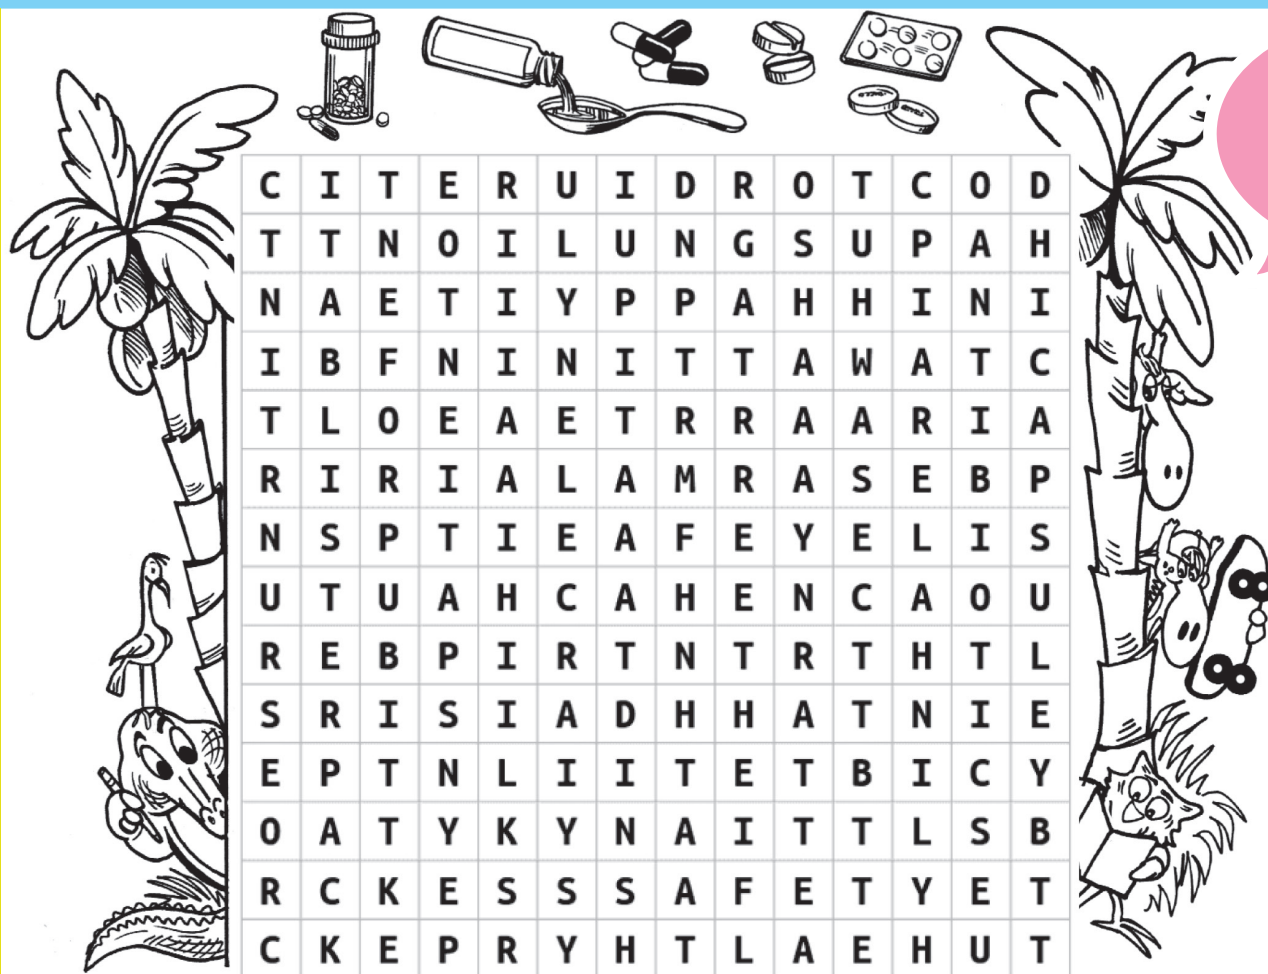 C I T E R U I D R O T C O D
T T N O I L U N G S U P A H
N A E T I Y P P A H H I N I
I B F N I N I T T A W A T C
T L O E A E T R R A A R I A
R I R I A L A M R A S E B P
N S P T I E A F E Y E L I S
U T U A H C A H E N C A O U
R E B P I R T N T R T H T L
S R I S I A D H H A T N I E
E P T N L I I T E T B I C Y
O A T Y K Y N A I T T L S B
R C K E S S S A F E T Y E T
C K E P R Y H T L A E H U T